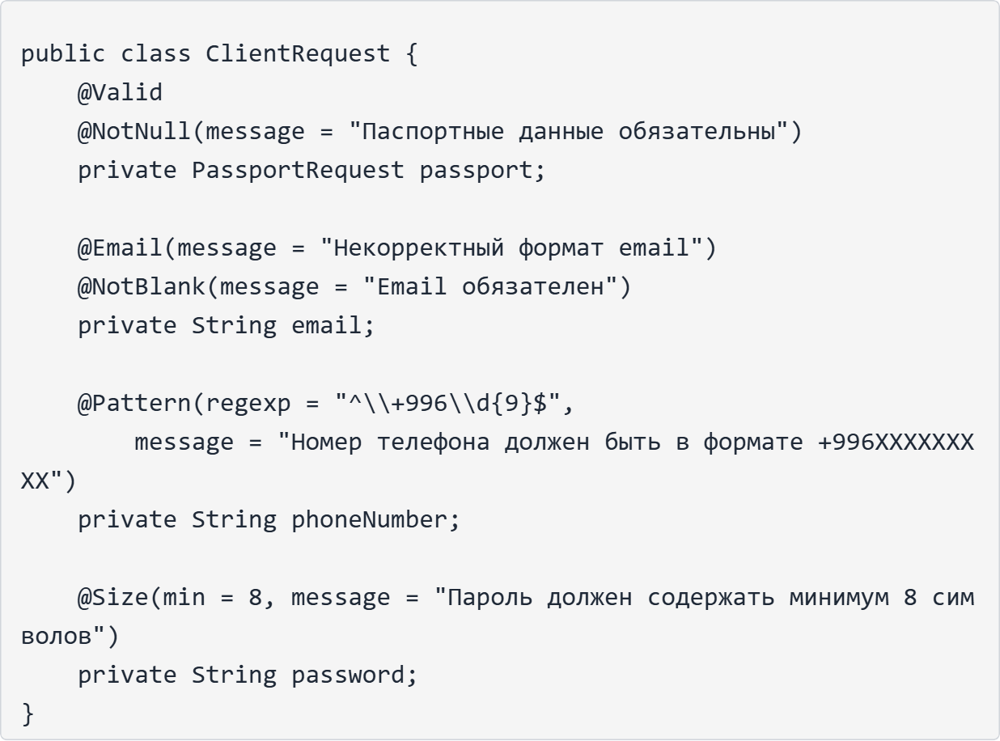 public class ClientRequest {
    @Valid
    @NotNull(message = "Паспортные данные обязательны")
    private PassportRequest passport;

    @Email(message = "Некорректный формат email")
    @NotBlank(message = "Email обязателен")
    private String email;

    @Pattern(regexp = "^\\+996\\d{9}$",
        message = "Номер телефона должен быть в формате +996XXXXXXX
XX")
    private String phoneNumber;

    @Size(min = 8, message = "Пароль должен содержать минимум 8 сим
волов")
    private String password;
}